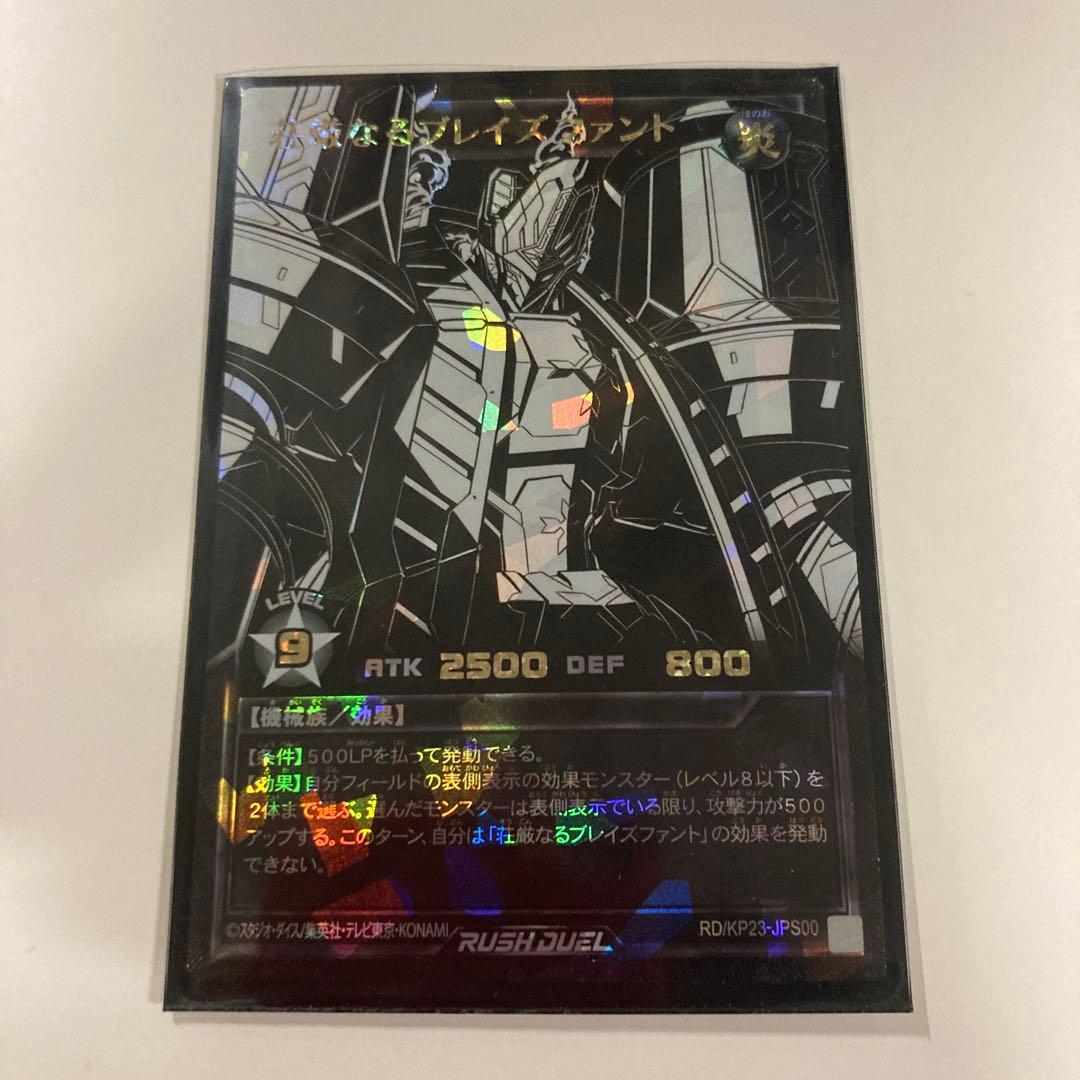 荘厳なるブレイズファント
ほのお
炎
LEVEL
9
ATK 2500 DEF 800
【機械族／効果】
【条件】500LPを払って発動できる。
【効果】自分フィールドの表側表示の効果モンスター(レベル8以下)を
2体まで選ぶ。選んだモンスターは表側表示でいる限り、攻撃力が500
アップする。このターン、自分は「荘厳なるブレイズファント」の効果を発動
できない。
©スタジオ・ダイス/集英社・テレビ東京・KONAMI
RUSH DUEL
RD/KP23-JPS00